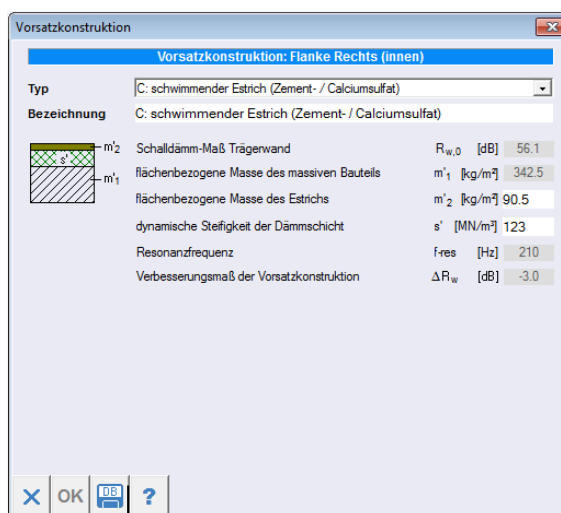 Vorsatzkonstruktion
Vorsatzkonstruktion: Flanke Rechts (innen)
Typ C: schwimmender Estrich (Zement- / Calciumsulfat)
Bezeichnung C: schwimmender Estrich (Zement- / Calciumsulfat)
m'2
s'
m'1
Schalldämm-Maß Trägerwand Rw,0 [dB] 56.1
flächenbezogene Masse des massiven Bauteils m'1 [kg/m²] 342.5
flächenbezogene Masse des Estrichs m'2 [kg/m²] 90.5
dynamische Steifigkeit der Dämmschicht s' [MN/m³] 123
Resonanzfrequenz f-res [Hz] 210
Verbesserungsmaß der Vorsatzkonstruktion ΔRw [dB] -3.0
OK DB ?